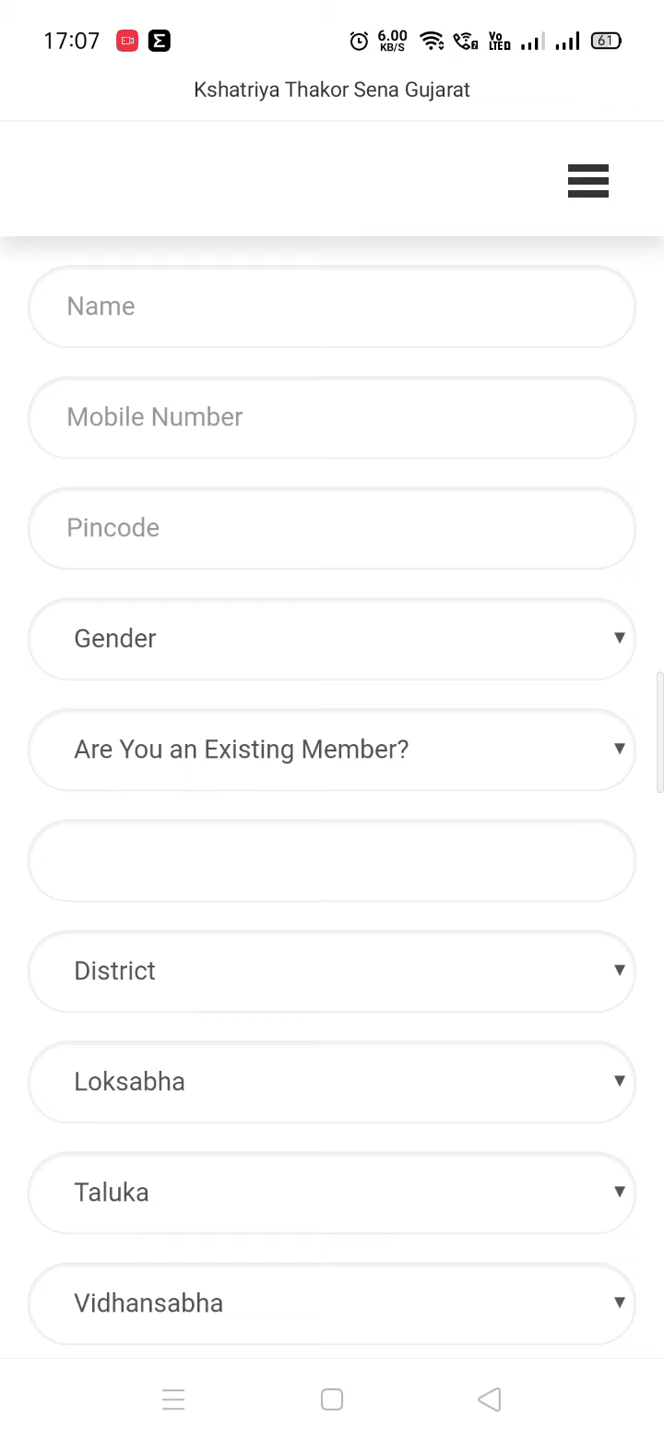 17:07 6.00 KB/S Vo LTE 61
Kshatriya Thakor Sena Gujarat
Name
Mobile Number
Pincode
Gender
Are You an Existing Member?
District
Loksabha
Taluka
Vidhansabha